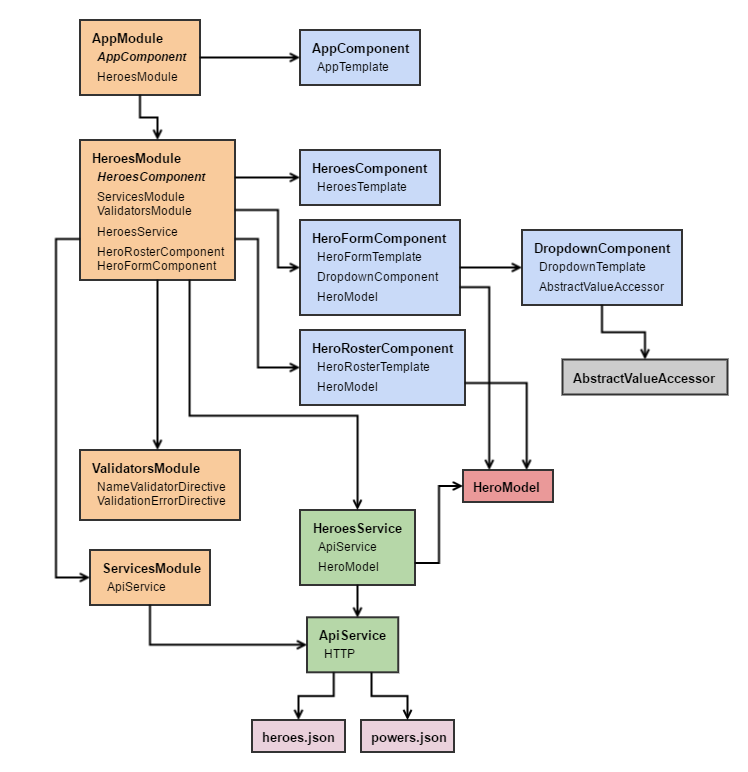 AppModule
AppComponent
HeroesModule
AppComponent
AppTemplate
HeroesModule
HeroesComponent
ServicesModule
ValidatorsModule
HeroesService
HeroRosterComponent
HeroFormComponent
HeroesComponent
HeroesTemplate
HeroFormComponent
HeroFormTemplate
DropdownComponent
HeroModel
DropdownComponent
DropdownTemplate
AbstractValueAccessor
HeroRosterComponent
HeroRosterTemplate
HeroModel
AbstractValueAccessor
ValidatorsModule
NameValidatorDirective
ValidationErrorDirective
HeroModel
HeroesService
ApiService
HeroModel
ServicesModule
ApiService
ApiService
HTTP
heroes.json
powers.json